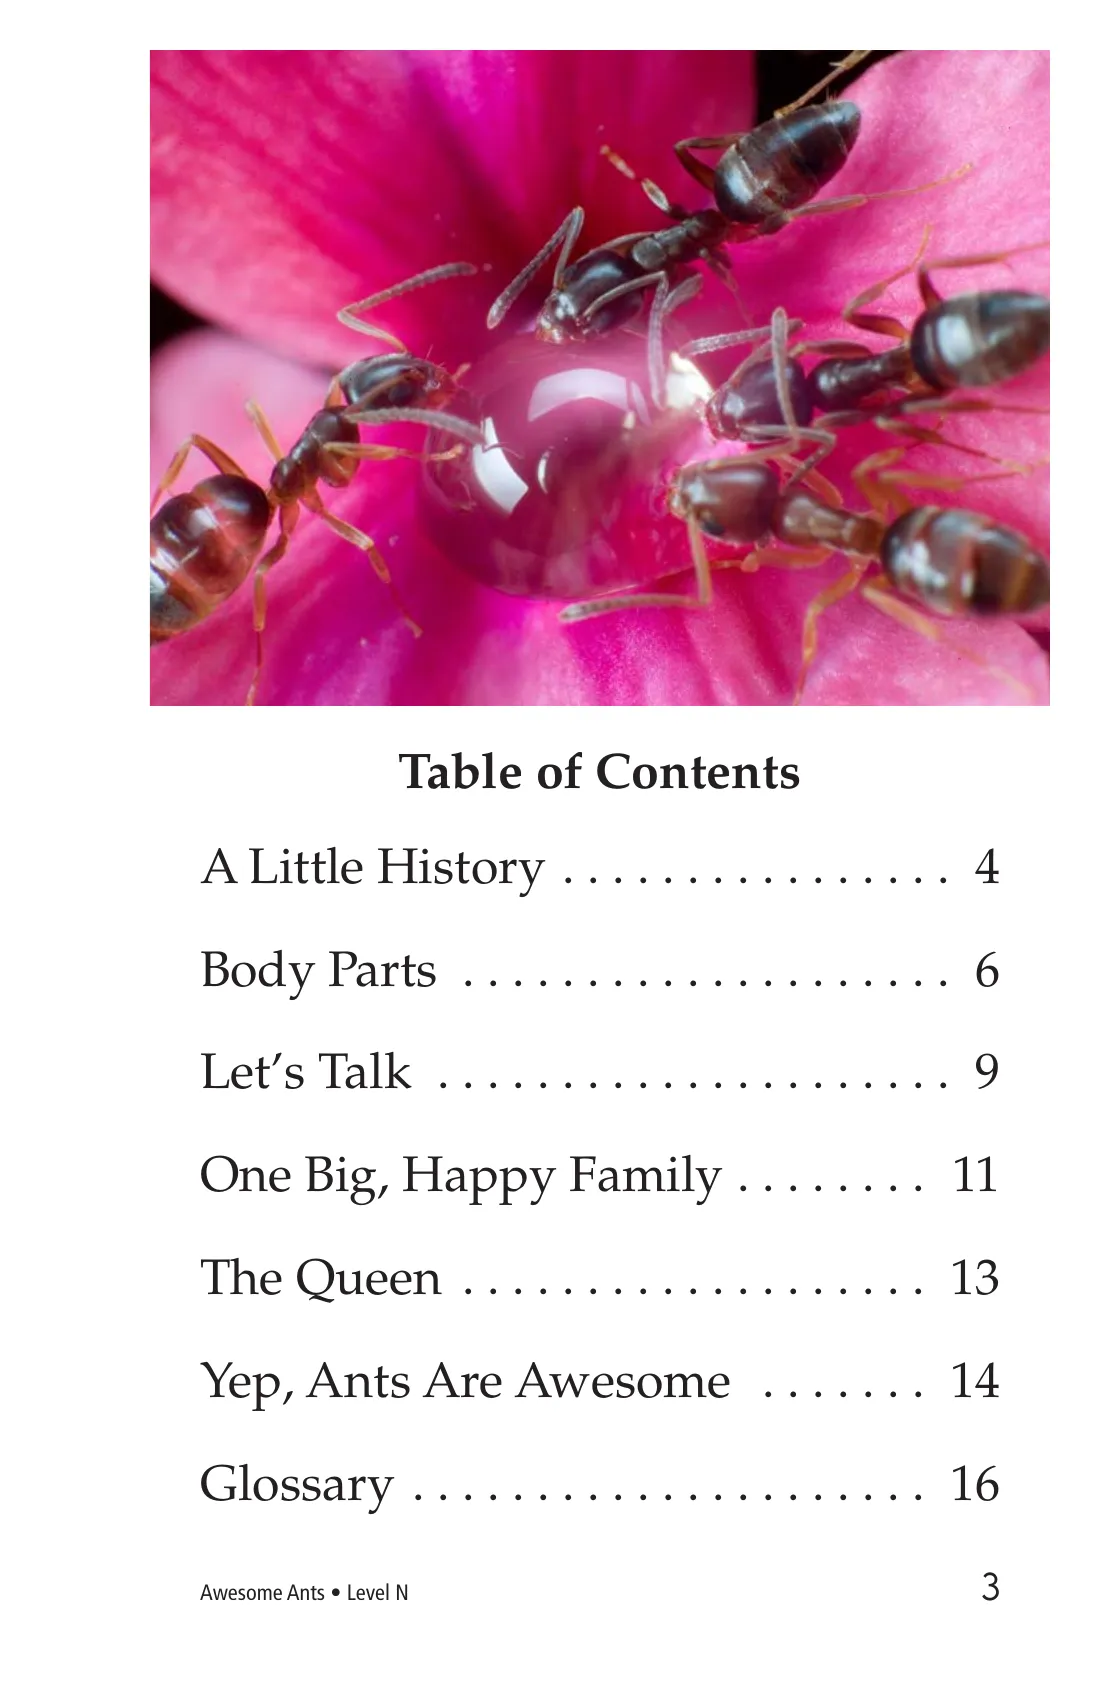 Table of Contents
A Little History . . . . . . . . . . . . . . . . 4
Body Parts . . . . . . . . . . . . . . . . . . . . 6
Let’s Talk . . . . . . . . . . . . . . . . . . . . . 9
One Big, Happy Family . . . . . . . . 11
The Queen . . . . . . . . . . . . . . . . . . . 13
Yep, Ants Are Awesome . . . . . . . 14
Glossary . . . . . . . . . . . . . . . . . . . . . 16
Awesome Ants • Level N 3